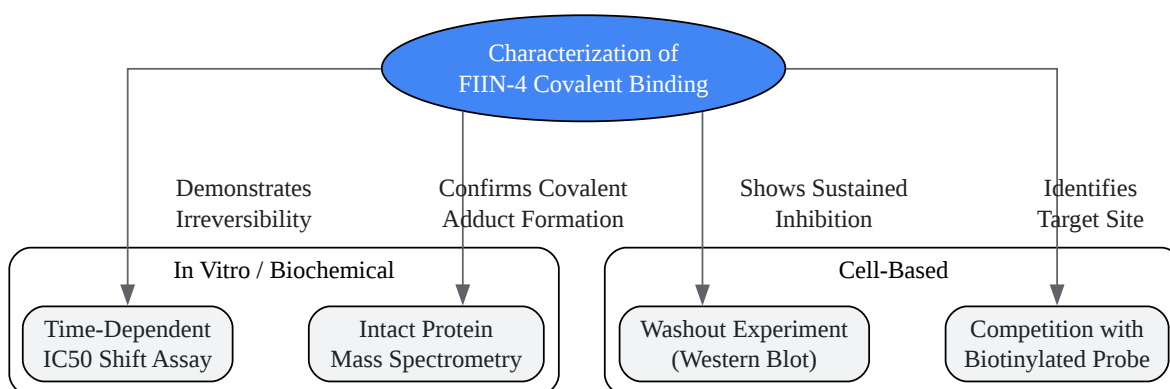 Characterization of
FIIN-4 Covalent Binding
Demonstrates
Irreversibility
Confirms Covalent
Adduct Formation
Shows Sustained
Inhibition
Identifies
Target Site
In Vitro / Biochemical
Cell-Based
Time-Dependent
IC50 Shift Assay
Intact Protein
Mass Spectrometry
Washout Experiment
(Western Blot)
Competition with
Biotinylated Probe